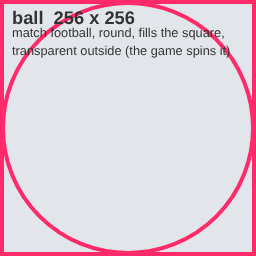 ball  256 x 256
match football, round, fills the square,
transparent outside (the game spins it)